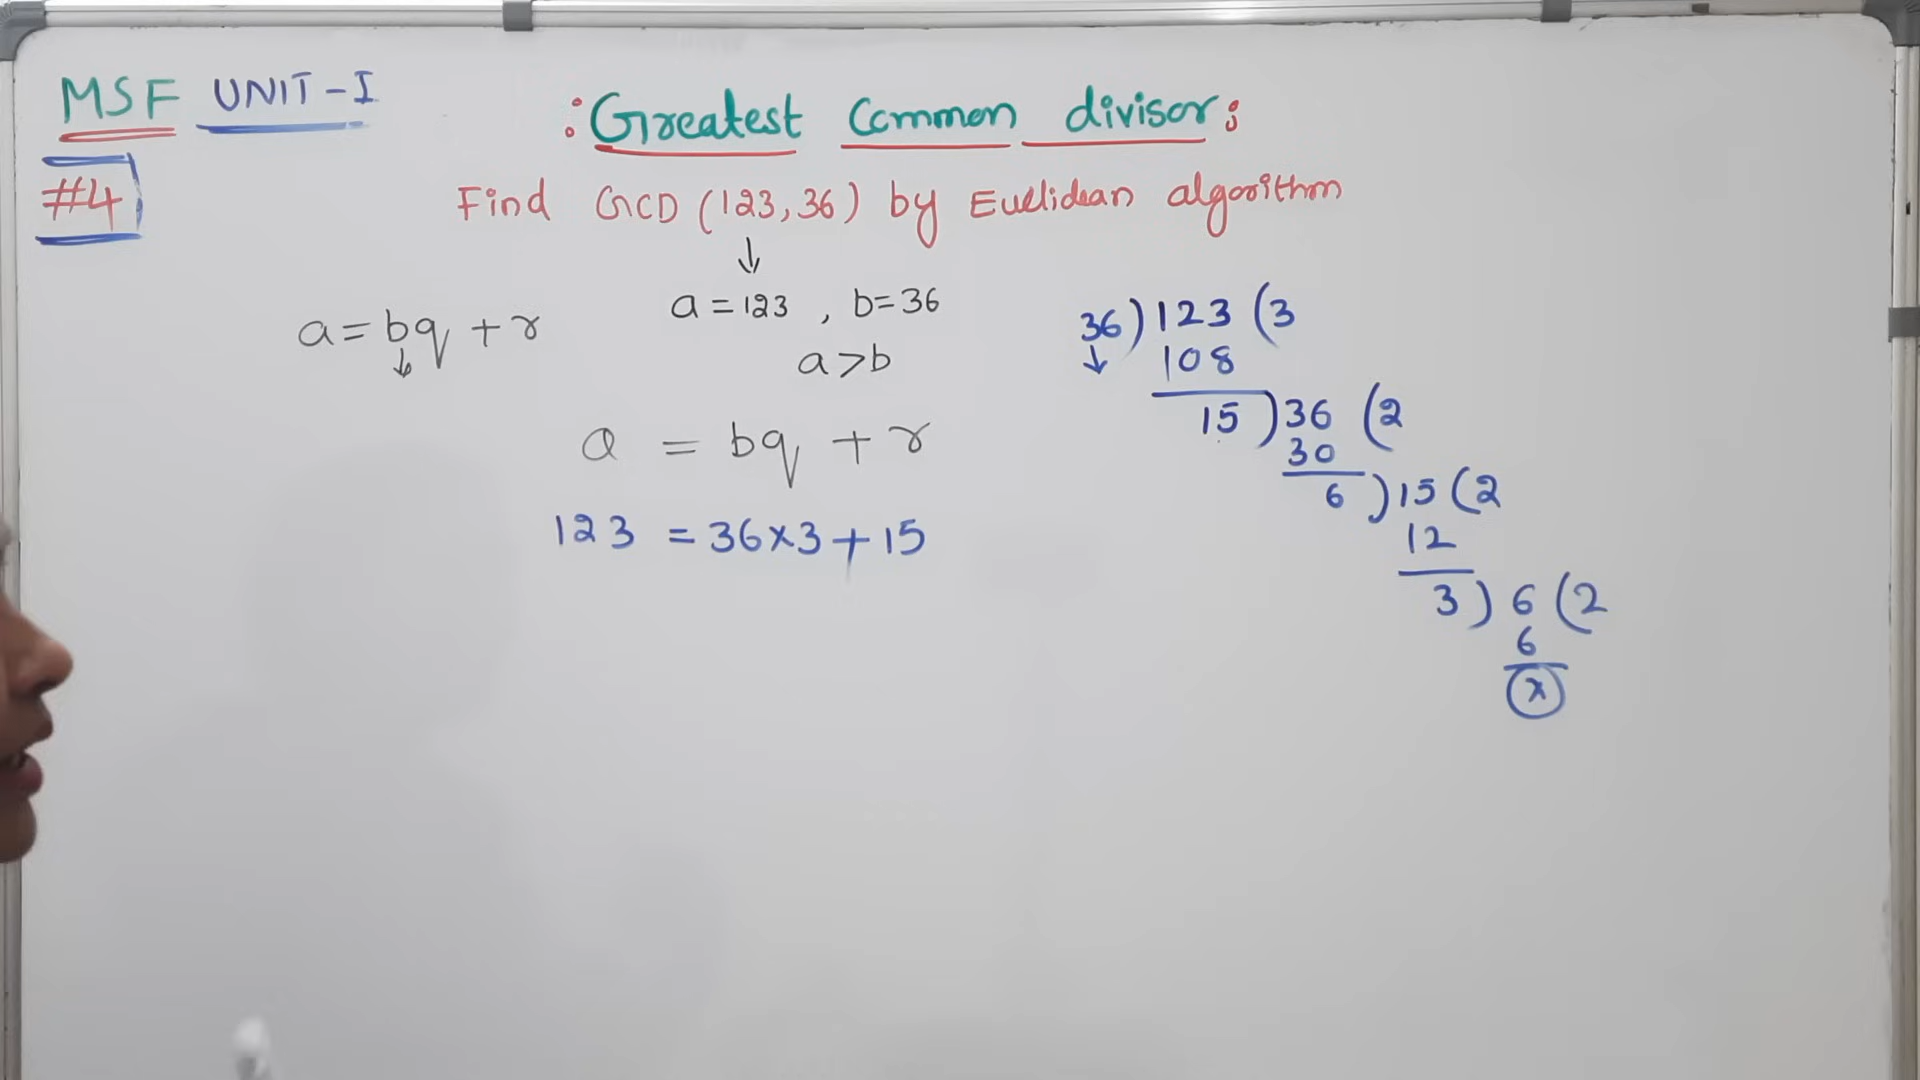 MSF UNIT-I
:Greatest Common divisor:
#4
Find GCD (123,36) by Euclidean algorithm
↓
a=123 , b=36
a=bq+r
↓
a>b
a = bq + r
123 = 36×3+15
36)123(3
↓ 108
15)36(2
30
6)15(2
12
3)6(2
6
x